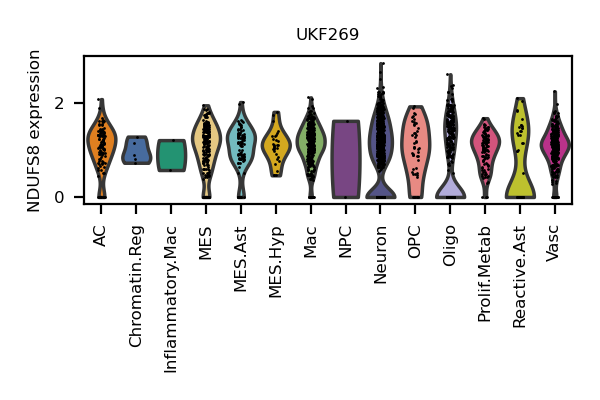 UKF269
NDUFS8 expression
2
0
AC
Chromatin.Reg
Inflammatory.Mac
MES
MES.Ast
MES.Hyp
Mac
NPC
Neuron
OPC
Oligo
Prolif.Metab
Reactive.Ast
Vasc